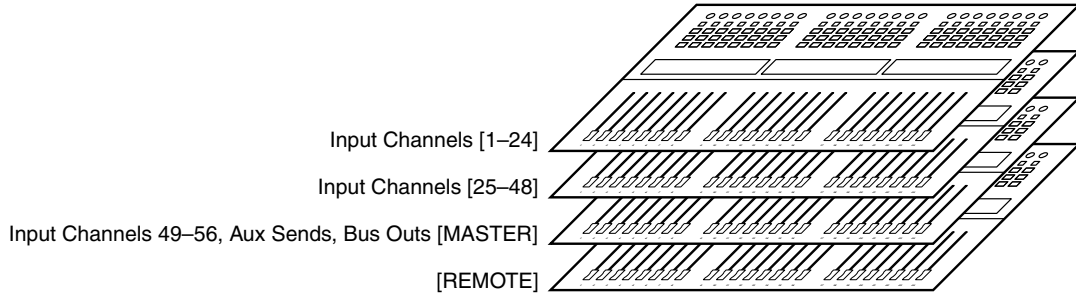 Input Channels [1–24]
Input Channels [25–48]
Input Channels 49–56, Aux Sends, Bus Outs [MASTER]
[REMOTE]